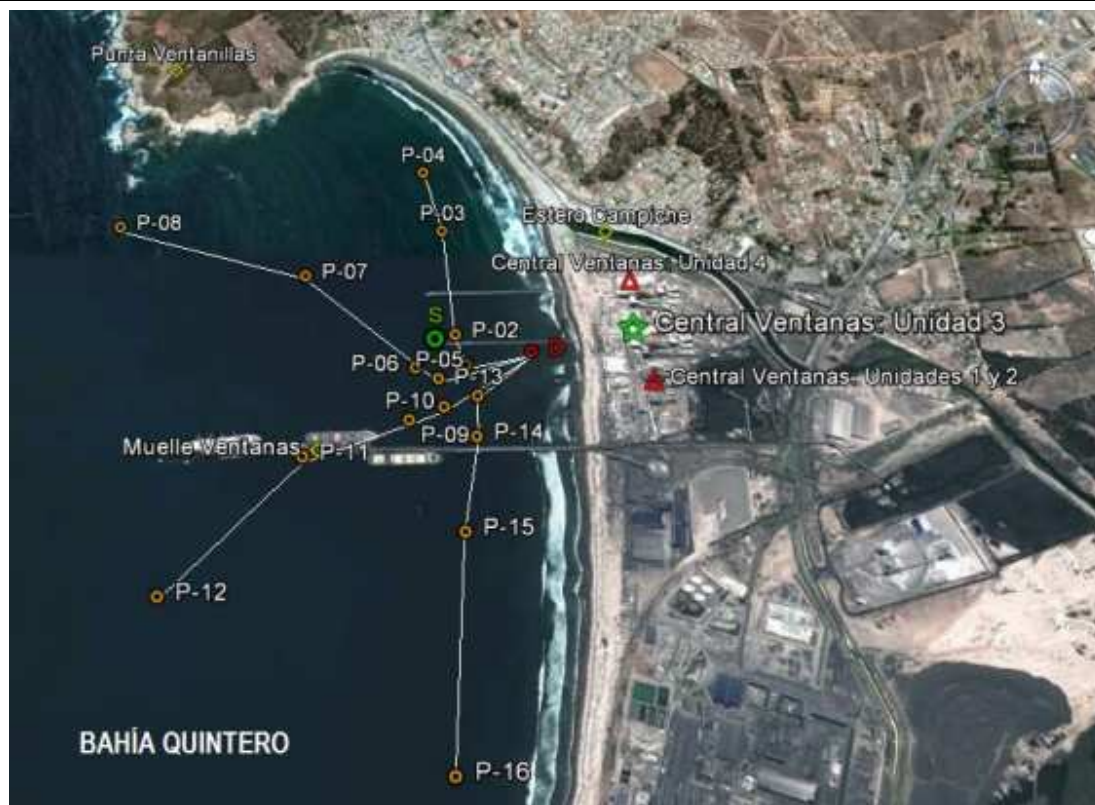 Punta Ventanillas
N
P-04
P-03
Estero Campiche
P-08
Central Ventanas: Unidad 4
P-07
S
Central Ventanas: Unidad 3
P-02
D
P-06
P-05
Central Ventanas: Unidades 1 y 2
P-13
P-10
P-09
P-14
Muelle Ventanas
P-11
P-15
P-12
BAHÍA QUINTERO
P-16